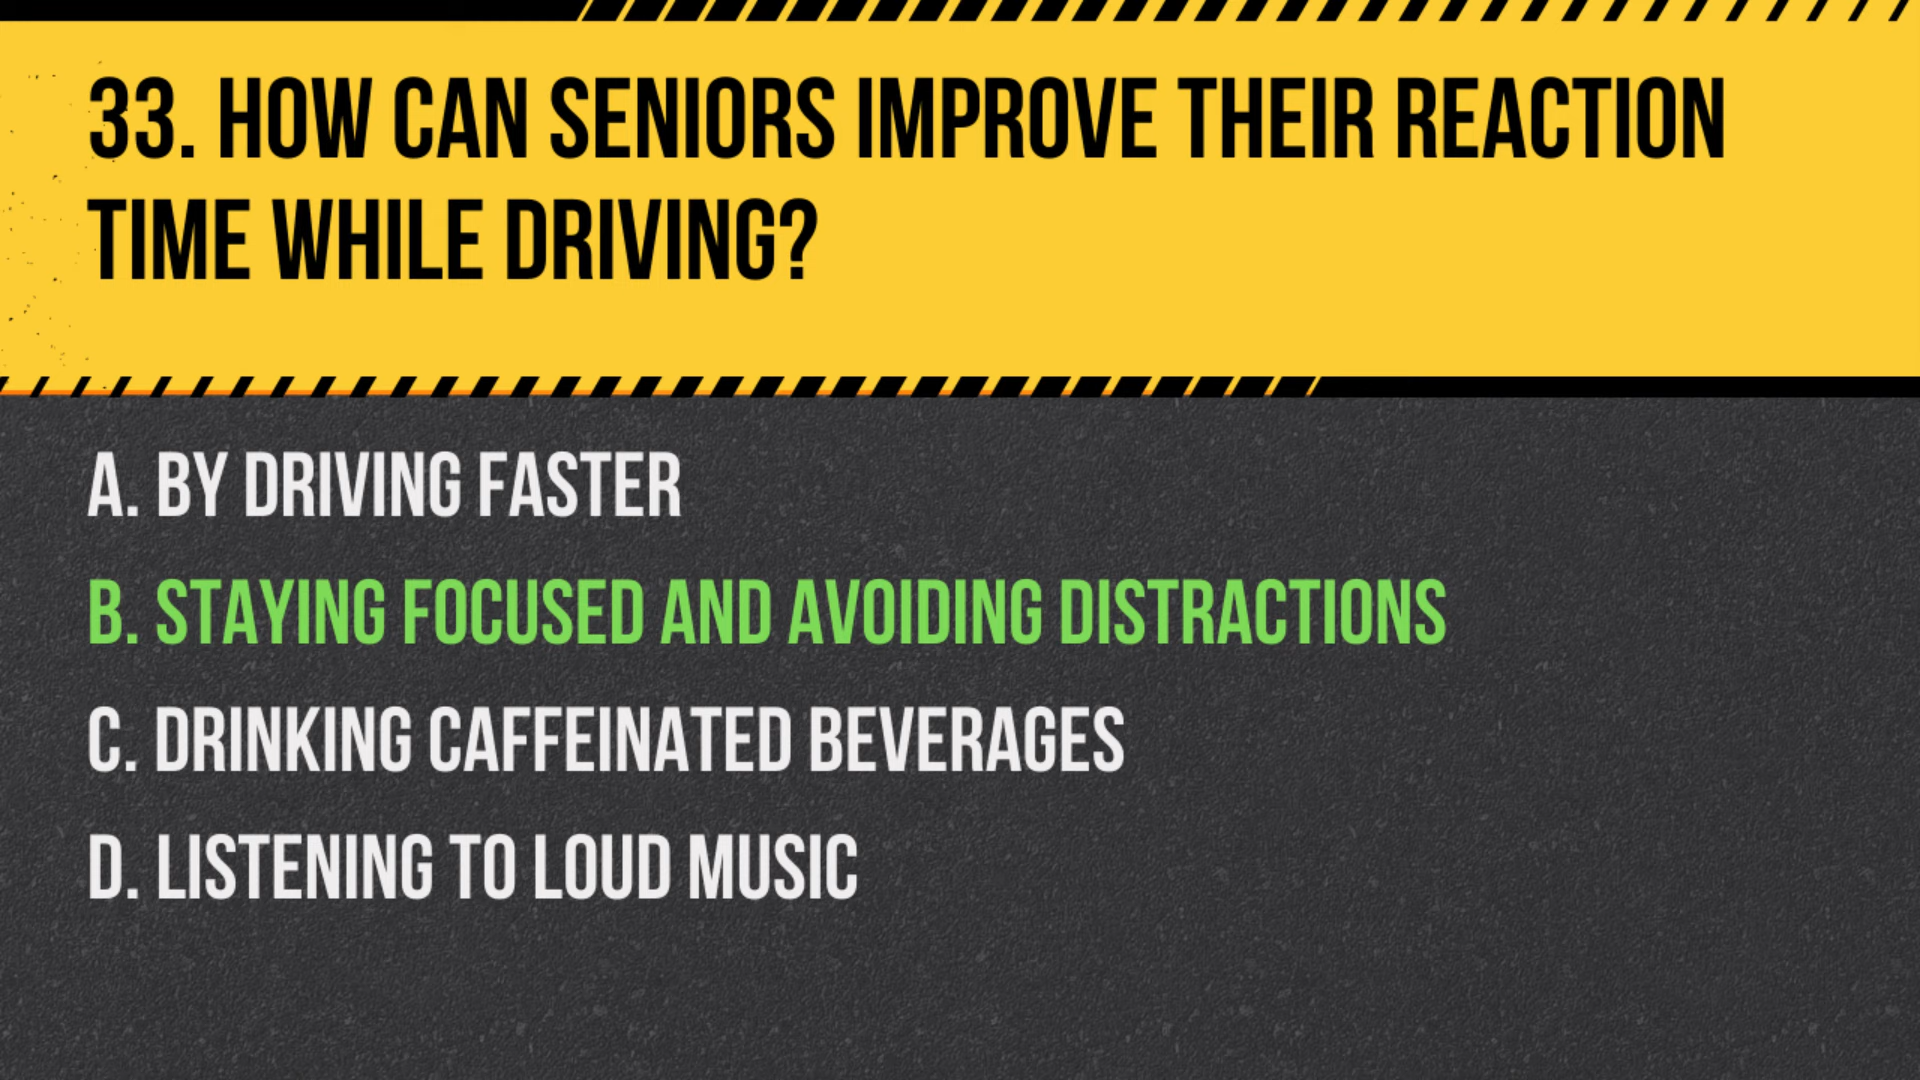 33. HOW CAN SENIORS IMPROVE THEIR REACTION
TIME WHILE DRIVING?
A. BY DRIVING FASTER
B. STAYING FOCUSED AND AVOIDING DISTRACTIONS
C. DRINKING CAFFEINATED BEVERAGES
D. LISTENING TO LOUD MUSIC